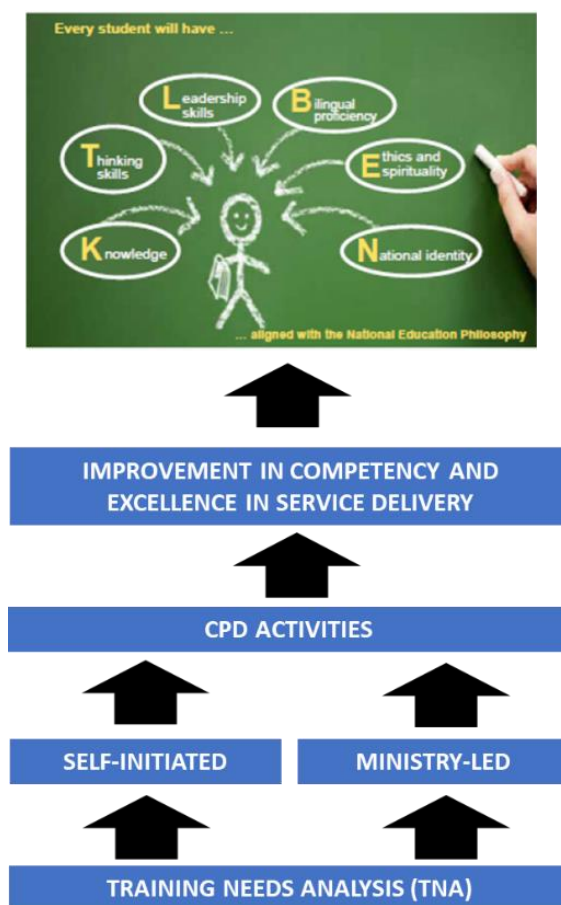 Every student will have ...
Leadership
skills
Bilingual
proficiency
Thinking
skills
Ethics and
spirituality
Knowledge
National identity
... aligned with the National Education Philosophy
IMPROVEMENT IN COMPETENCY AND
EXCELLENCE IN SERVICE DELIVERY
CPD ACTIVITIES
SELF-INITIATED
MINISTRY-LED
TRAINING NEEDS ANALYSIS (TNA)